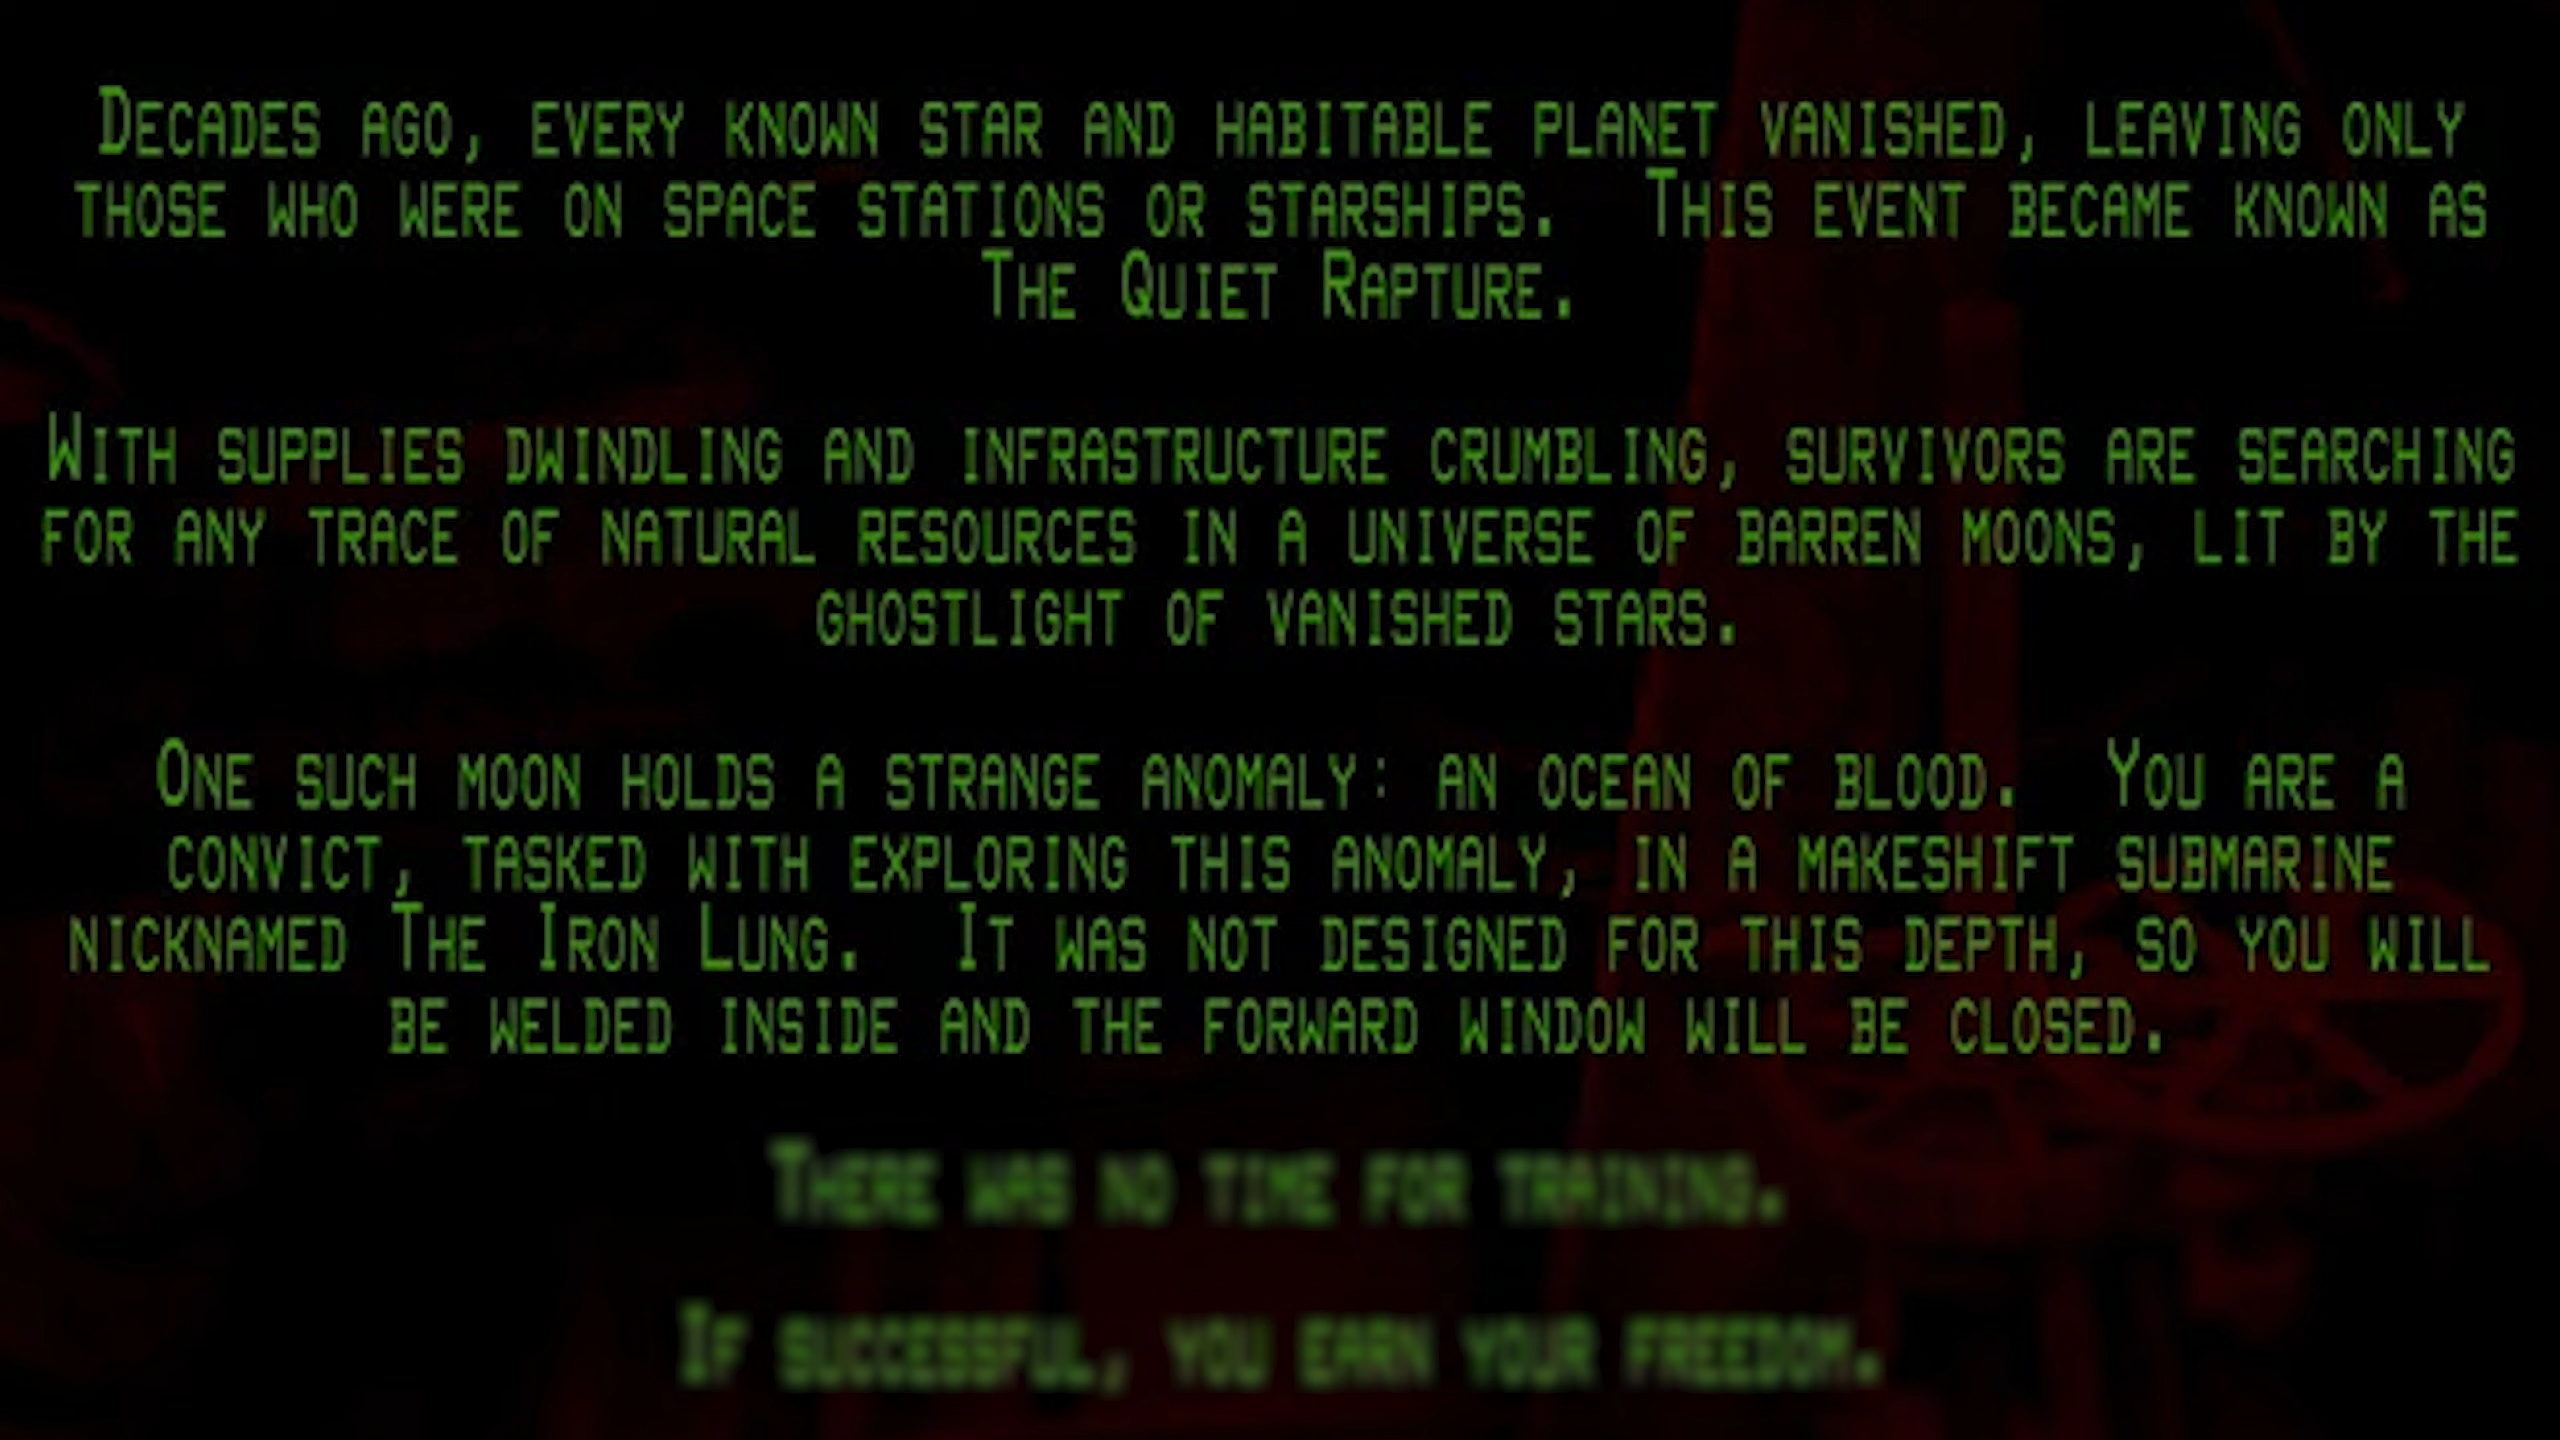 Decades ago, every known star and habitable planet vanished, leaving only
those who were on space stations or starships.  This event became known as
The Quiet Rapture.
With supplies dwindling and infrastructure crumbling, survivors are searching
for any trace of natural resources in a universe of barren moons, lit by the
ghostlight of vanished stars.
One such moon holds a strange anomaly: an ocean of blood.  You are a
convict, tasked with exploring this anomaly, in a makeshift submarine
nicknamed The Iron Lung.  It was not designed for this depth, so you will
be welded inside and the forward window will be closed.
There was no time for training.
If successful, you earn your freedom.